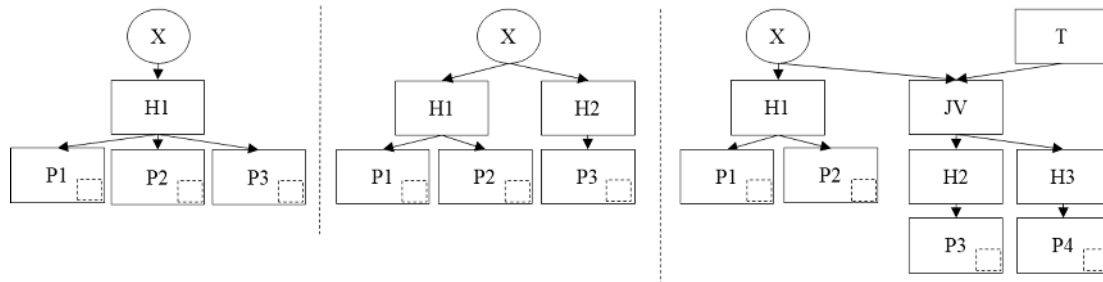 X
H1
P1 P2 P3
X
H1 H2
P1 P2 P3
X T
H1 JV
P1 P2 H2 H3
P3 P4